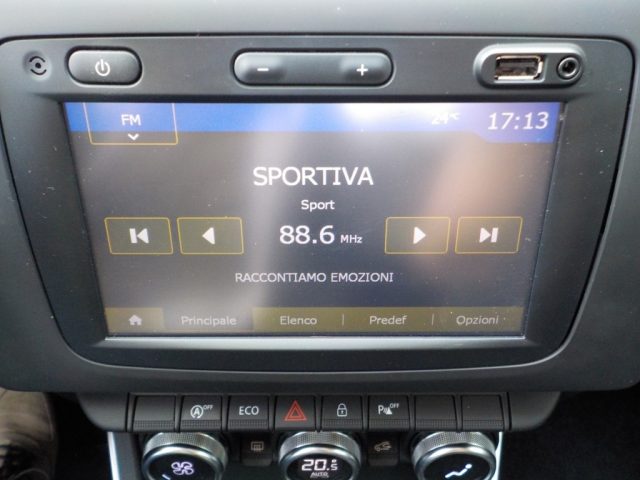 FM 24°C 17:13
SPORTIVA
Sport
88.6 MHz
RACCONTIAMO EMOZIONI
Principale Elenco Predef Opzioni
A OFF ECO OFF
20.5
AUTO